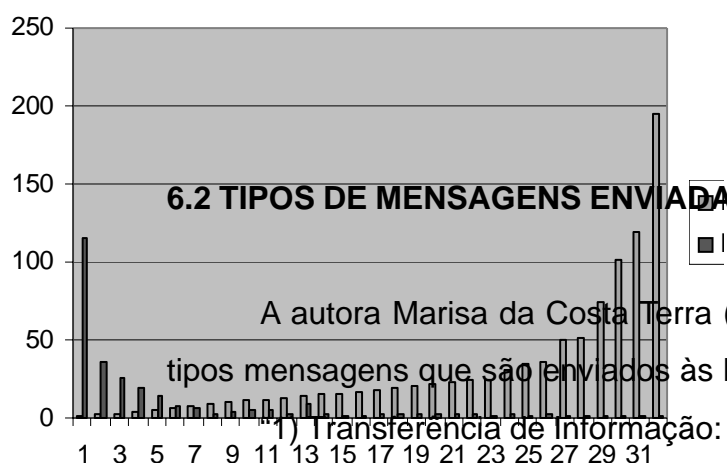 250
200
150
6.2 TIPOS DE MENSAGENS ENVIADA
100
A autora Marisa da Costa Terra (
50
tipos mensagens que são enviados às
0
"1) Transferência de Informação:
1 3 5 7 9 11 13 15 17 19 21 23 25 27 29 31